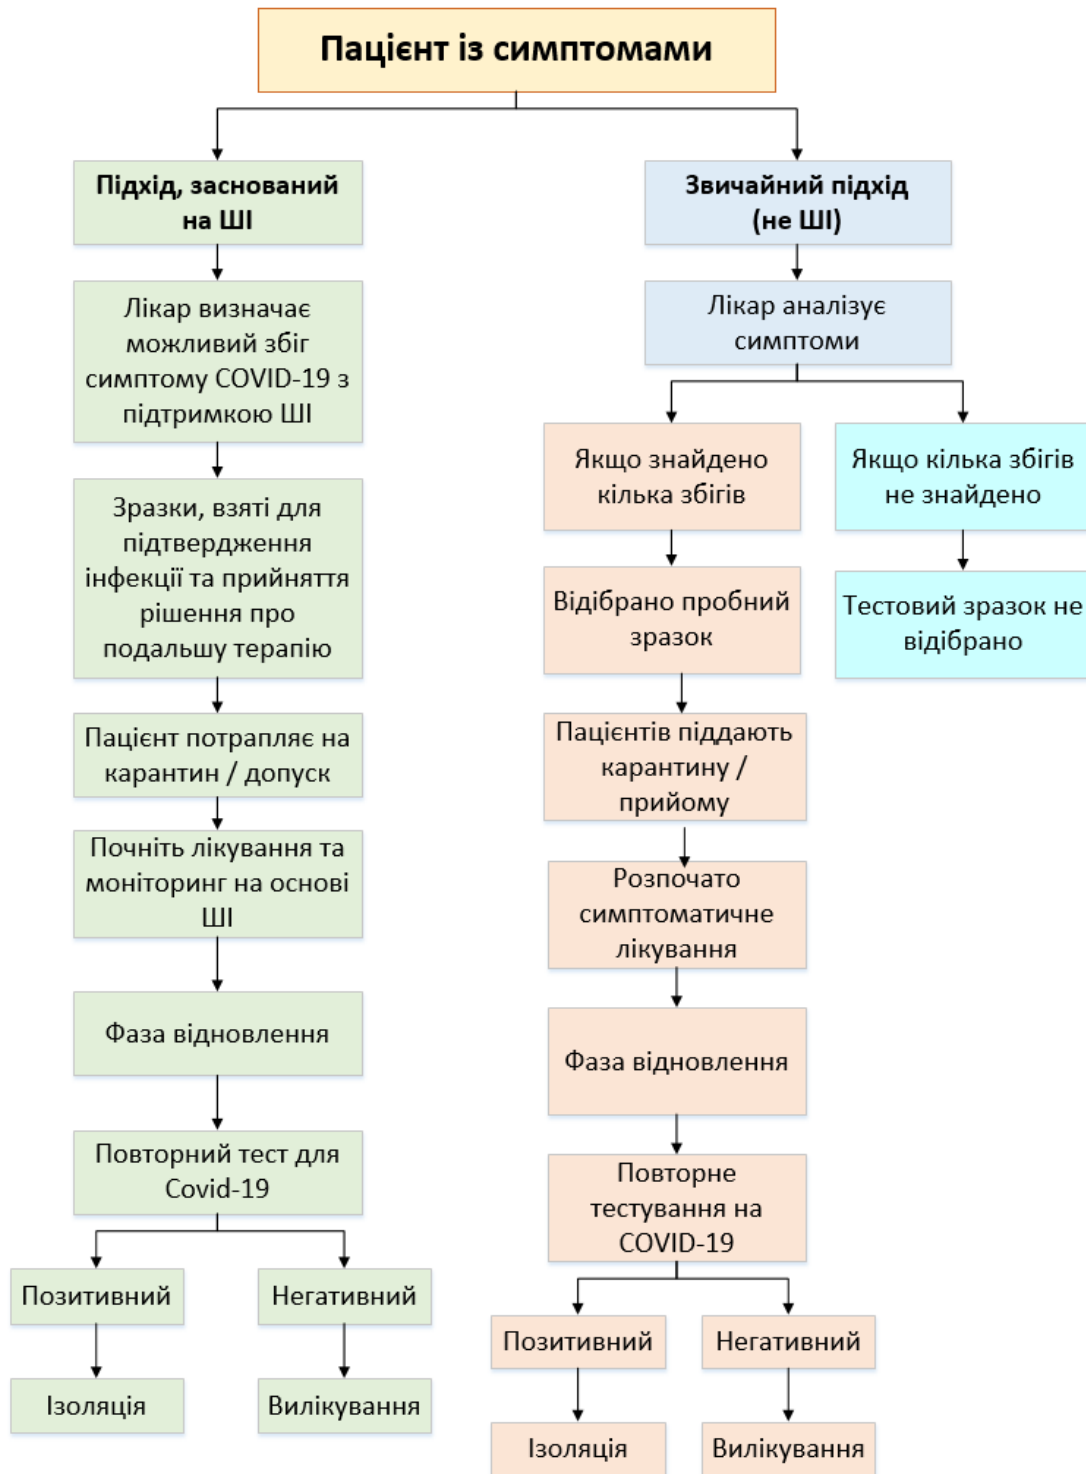 Пацієнт із симптомами
Підхід, заснований
на ШІ
Лікар визначає
можливий збіг
симптому COVID-19 з
підтримкою ШІ
Зразки, взяті для
підтвердження
інфекції та прийняття
рішення про
подальшу терапію
Пацієнт потрапляє на
карантин / допуск
Почніть лікування та
моніторинг на основі
ШІ
Фаза відновлення
Повторний тест для
Covid-19
Позитивний
Негативний
Ізоляція
Вилікування
Звичайний підхід
(не ШІ)
Лікар аналізує
симптоми
Якщо знайдено
кілька збігів
Відібрано пробний
зразок
Пацієнтів піддають
карантину /
прийому
Розпочато
симптоматичне
лікування
Фаза відновлення
Повторне
тестування на
COVID-19
Позитивний
Негативний
Ізоляція
Вилікування
Якщо кілька збігів
не знайдено
Тестовий зразок не
відібрано